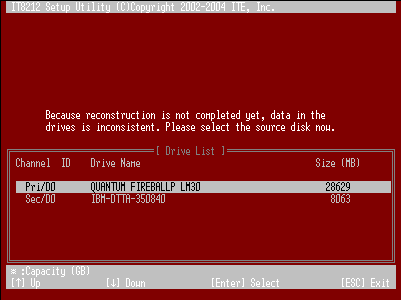 IT8212 Setup Utility (C)Copyright 2002-2004 ITE, Inc.
Because reconstruction is not completed yet, data in the
drives is inconsistent. Please select the source disk now.
[ Drive List ]
Channel ID Drive Name Size (MB)
Pri/D0 QUANTUM FIREBALLP LM30 28629
Sec/D0 IBM-DTTA-350840 8063
※ :Capacity (GB)
[↑] Up [↓] Down [Enter] Select [ESC] Exit